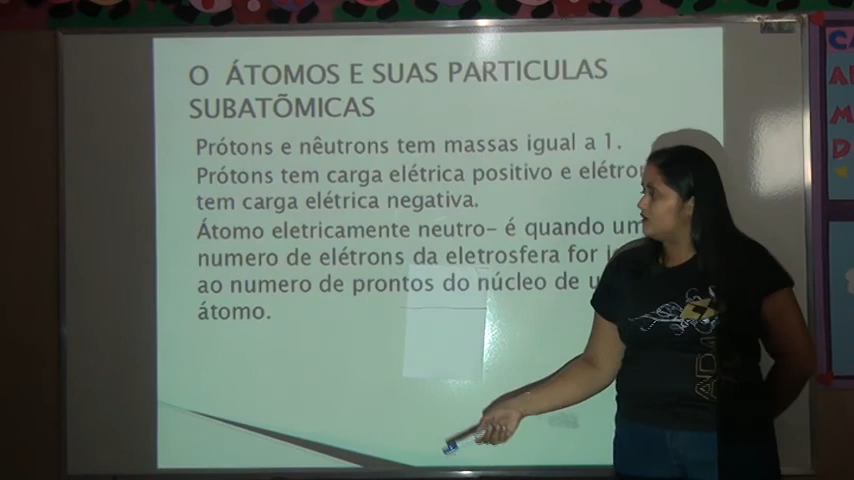 O ÁTOMOS E SUAS PARTICULAS
SUBATÕMICAS
Prótons e nêutrons tem massas igual a 1.
Prótons tem carga elétrica positivo e
tem carga elétrica negativa.
Átomo eletricamente neutro- é quando um
numero de elétrons da eletrosfera for
ao numero de prontos do núcleo de
átomo.